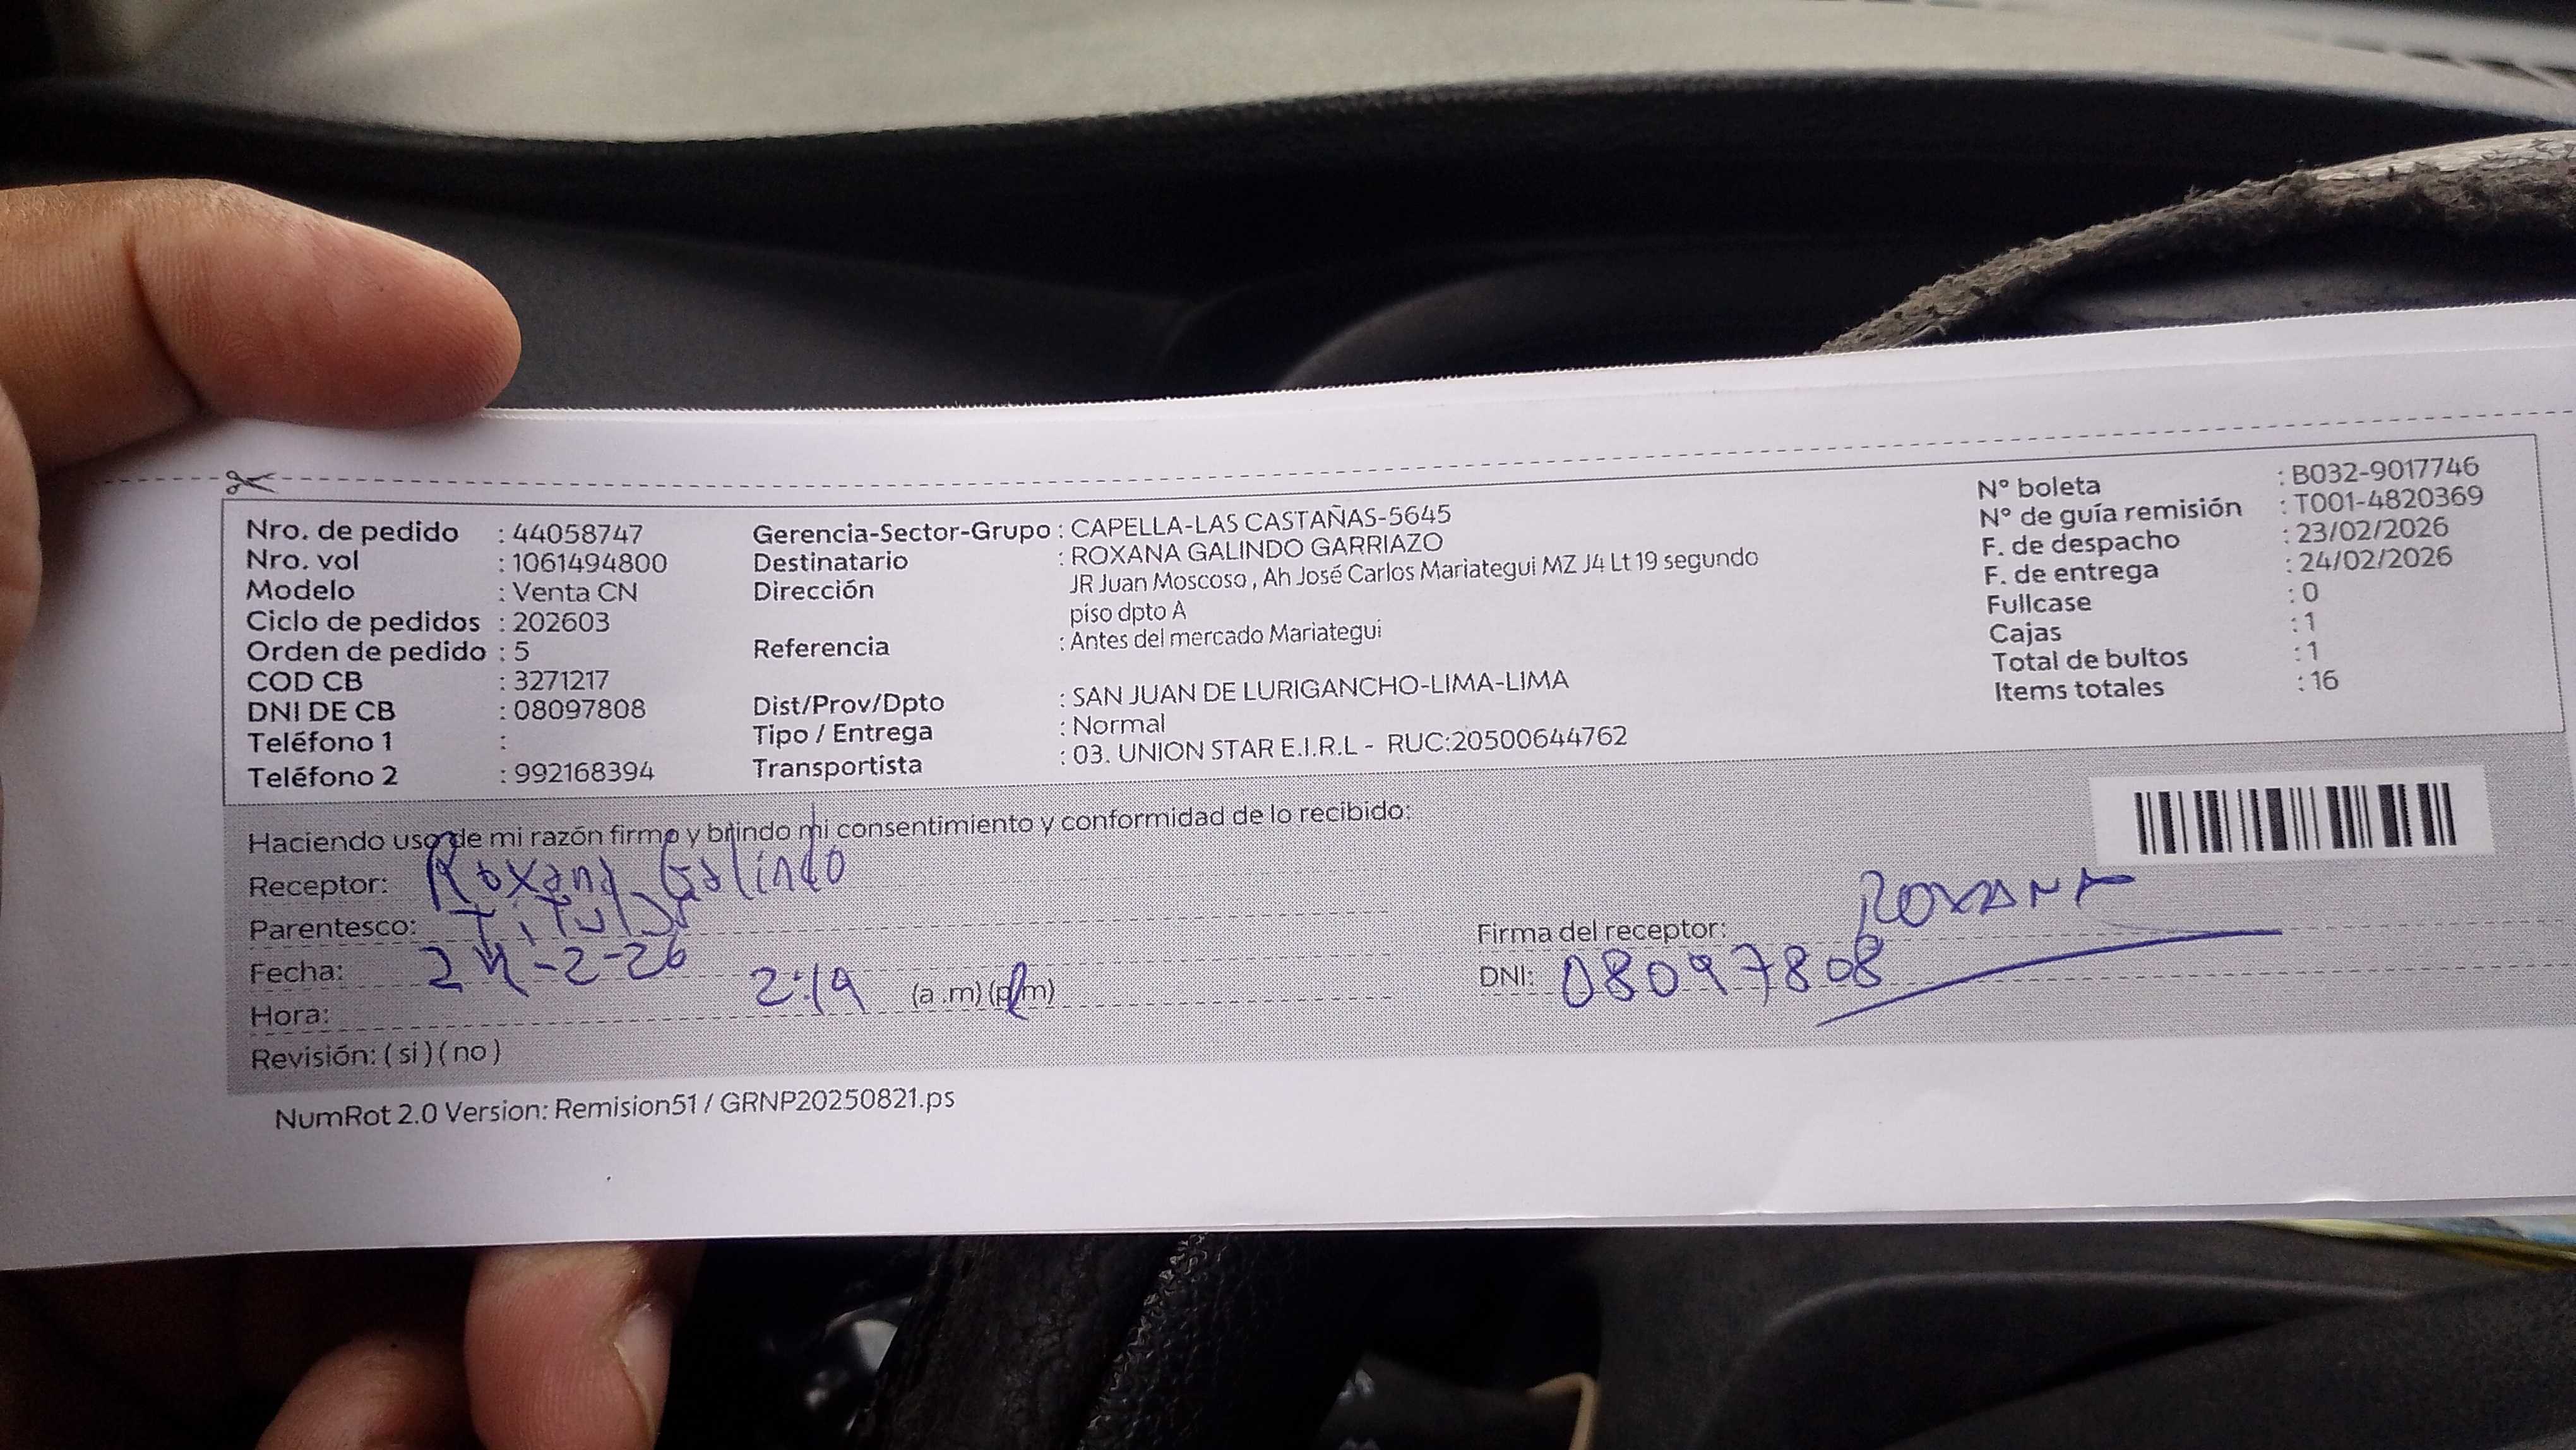 Nro. de pedido : 44058747
Nro. vol : 1061494800
Modelo : Venta CN
Ciclo de pedidos : 202603
Orden de pedido : 5
COD CB : 3271217
DNI DE CB : 08097808
Teléfono 1 :
Teléfono 2 : 992168394
Gerencia-Sector-Grupo : CAPELLA-LAS CASTAÑAS-5645
Destinatario : ROXANA GALINDO GARRIAZO
Dirección JR Juan Moscoso , Ah José Carlos Mariategui MZ J4 Lt 19 segundo
piso dpto A
Referencia : Antes del mercado Mariategui
Dist/Prov/Dpto : SAN JUAN DE LURIGANCHO-LIMA-LIMA
Tipo / Entrega : Normal
Transportista : 03. UNION STAR E.I.R.L - RUC:20500644762
N° boleta : B032-9017746
N° de guía remisión : T001-4820369
F. de despacho : 23/02/2026
F. de entrega : 24/02/2026
Fullcase : 0
Cajas : 1
Total de bultos : 1
Items totales : 16
Haciendo uso de mi razón firmo y brindo mi consentimiento y conformidad de lo recibido:
Receptor: Roxana Galindo
Parentesco: Titular
Fecha: 24-2-26
Hora: 2:19 (a .m) (p.m)
Revisión: ( si ) ( no )
Firma del receptor: ROXANA
DNI: 08097808
NumRot 2.0 Version: Remision51 / GRNP20250821.ps